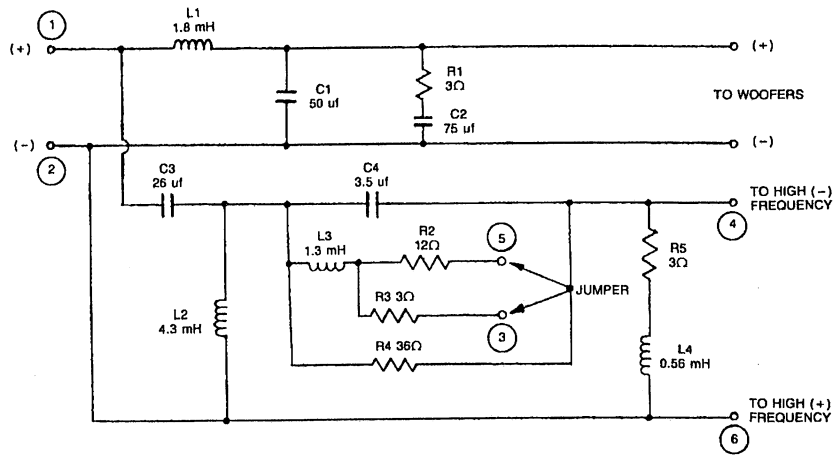 1
L1
1.8 mH
(+)
(+)
C1
50 uf
R1
3Ω
C2
75 uf
TO WOOFERS
(-)
(-)
2
C3
26 uf
C4
3.5 uf
TO HIGH (-)
FREQUENCY
4
L3
1.3 mH
R2
12Ω
5
R5
3Ω
JUMPER
R3 3Ω
3
L2
4.3 mH
R4 36Ω
L4
0.56 mH
TO HIGH (+)
FREQUENCY
6